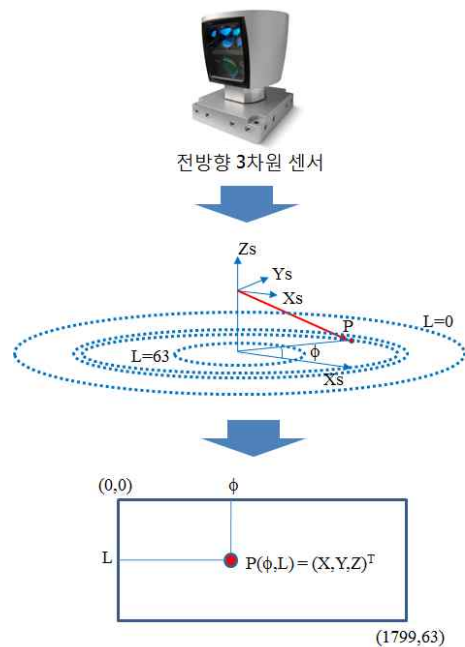 전방향 3차원 센서
Zs
Ys
Xs
P
L=0
L=63
ϕ
Xs
(0,0)
ϕ
L
P(ϕ,L) = (X,Y,Z)ᵀ
(1799,63)